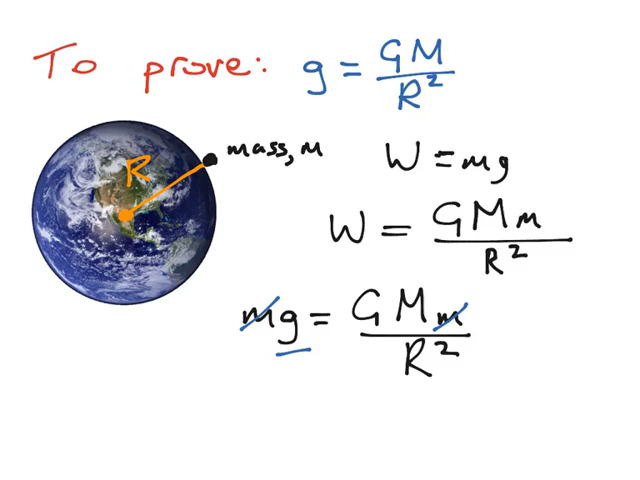 To prove: g = GM/R²
R
mass, m
W = mg
W = GMm/R²
mg = GMm/R²